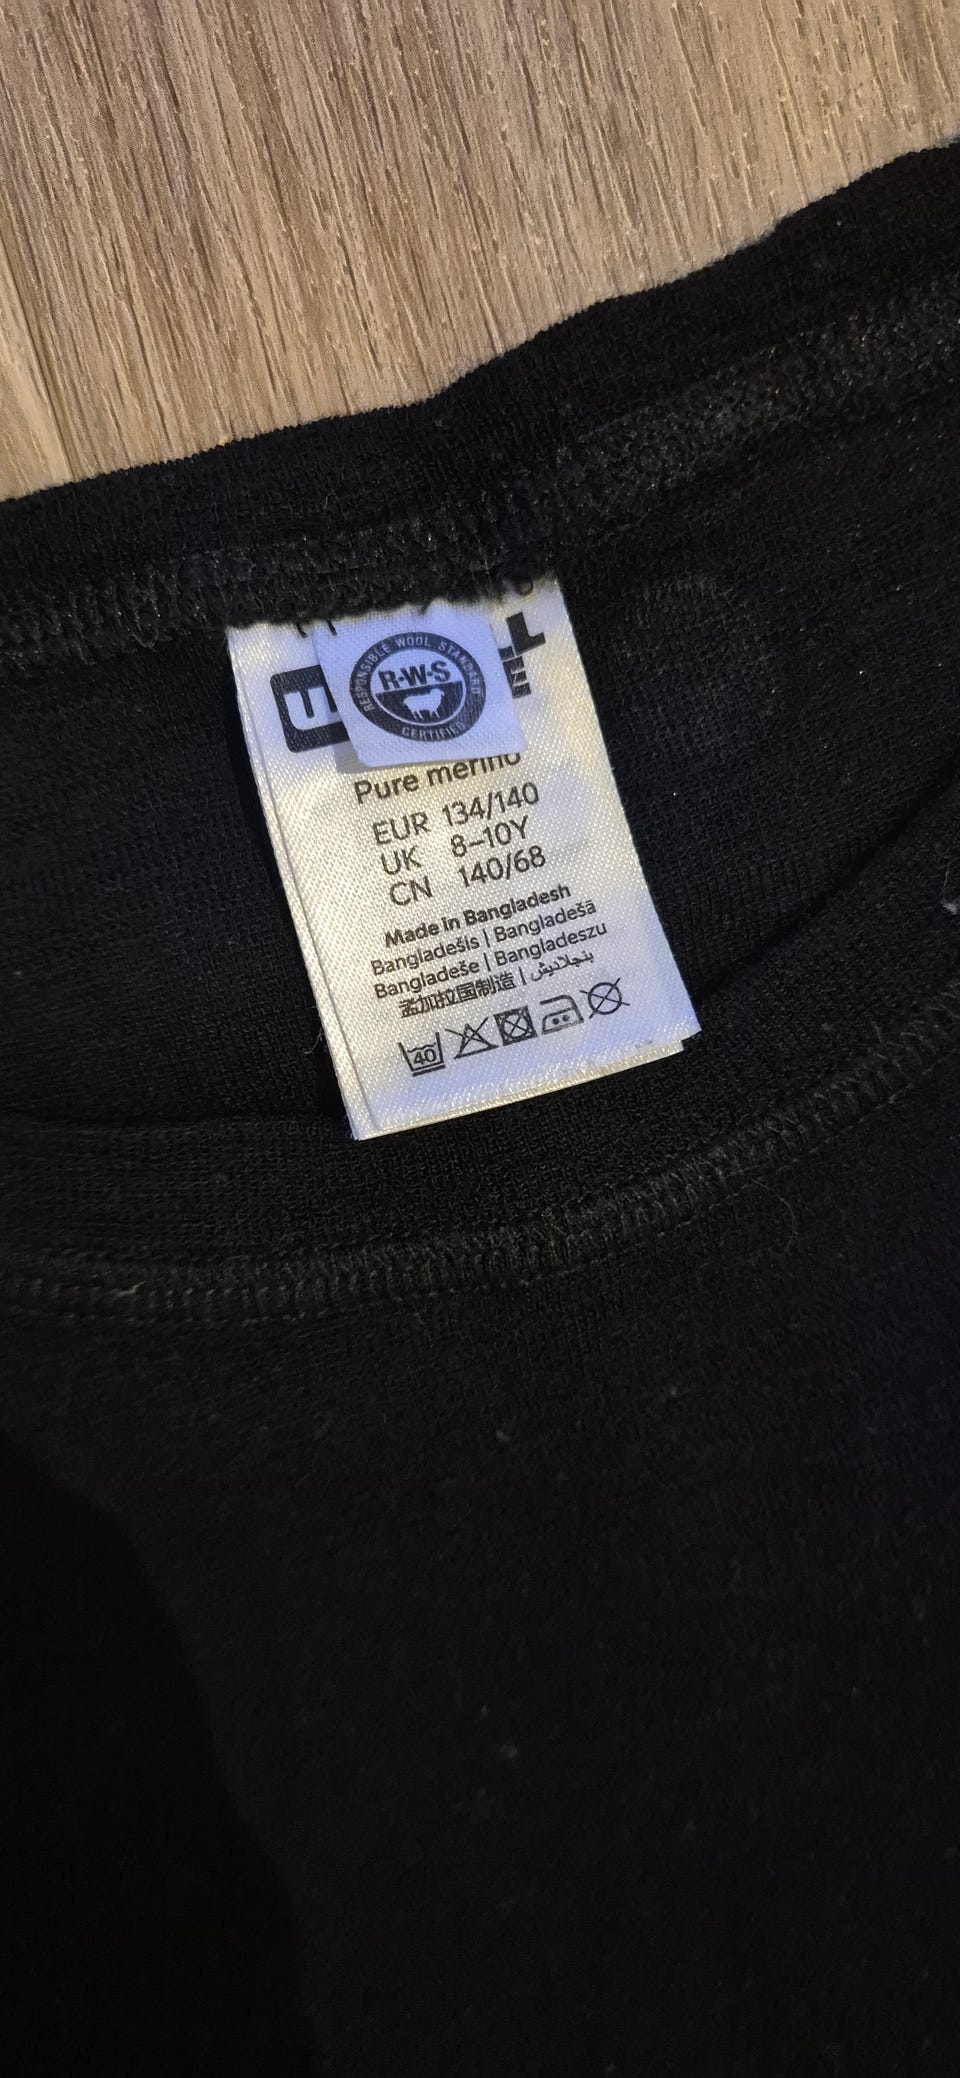 RESPONSIBLE WOOL STANDARD
R·W·S
CERTIFIED
Pure merino
EUR 134/140
UK 8–10Y
CN 140/68
Made in Bangladesh
Bangladešis | Bangladešā
Bangladeše | Bangladeszu
孟加拉国制造 | بنجلاديش
40